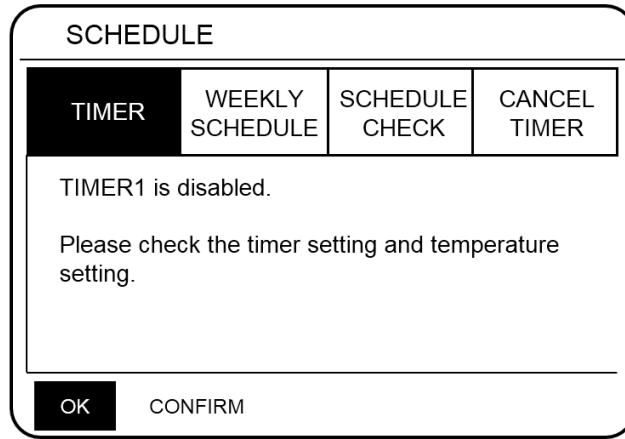 SCHEDULE
TIMER
WEEKLY
SCHEDULE
SCHEDULE
CHECK
CANCEL
TIMER
TIMER1 is disabled.
Please check the timer setting and temperature
setting.
OK CONFIRM